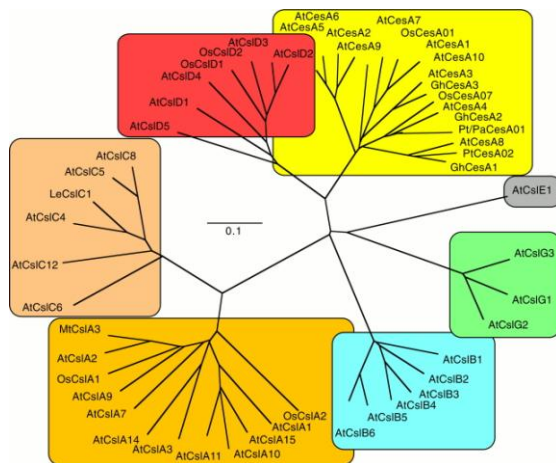 AtCesA6
AtCesA5
AtCesA2
AtCesA9
AtCesA7
OsCesA01
AtCesA1
AtCesA10
AtCesA3
GhCesA3
OsCesA07
AtCesA4
GhCesA2
Pt/PaCesA01
AtCesA8
PtCesA02
GhCesA1
AtCslD3
OsCslD2
AtCslD2
OsCslD1
AtCslD4
AtCslD1
AtCslD5
AtCslC8
AtCslC5
LeCslC1
AtCslC4
AtCslC12
AtCslC6
0.1
AtCslE1
AtCslG3
AtCslG1
AtCslG2
MtCslA3
AtCslA2
OsCslA1
AtCslA9
AtCslA7
AtCslA14
AtCslA3
AtCslA11
AtCslA10
AtCslA15
AtCslA1
OsCslA2
AtCslB1
AtCslB2
AtCslB3
AtCslB4
AtCslB5
AtCslB6